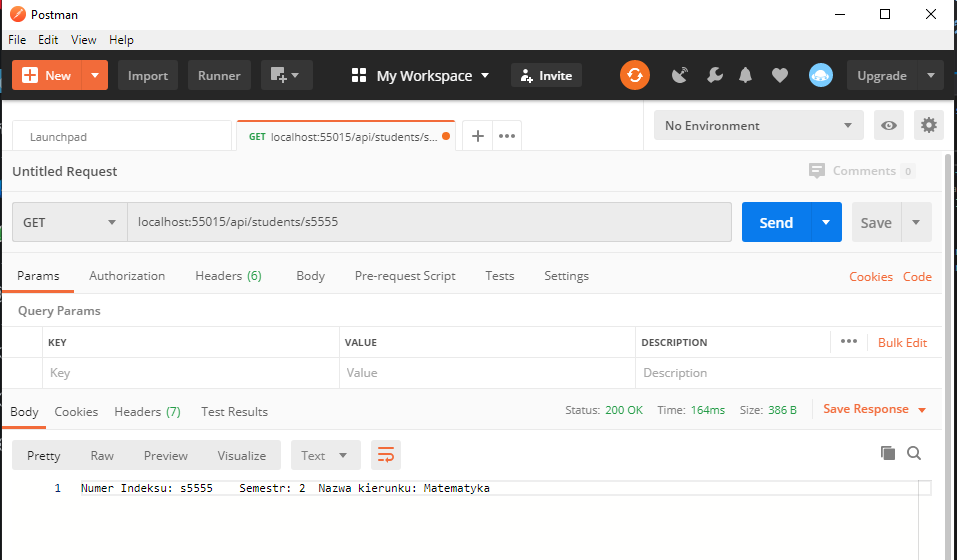 Postman
File Edit View Help
New Import Runner My Workspace Invite Upgrade
Launchpad GET localhost:55015/api/students/s... No Environment
Untitled Request Comments 0
GET localhost:55015/api/students/s5555 Send Save
Params Authorization Headers (6) Body Pre-request Script Tests Settings Cookies Code
Query Params
KEY VALUE DESCRIPTION Bulk Edit
Key Value Description
Body Cookies Headers (7) Test Results Status: 200 OK Time: 164ms Size: 386 B Save Response
Pretty Raw Preview Visualize Text
1 Numer Indeksu: s5555 Semestr: 2 Nazwa kierunku: Matematyka